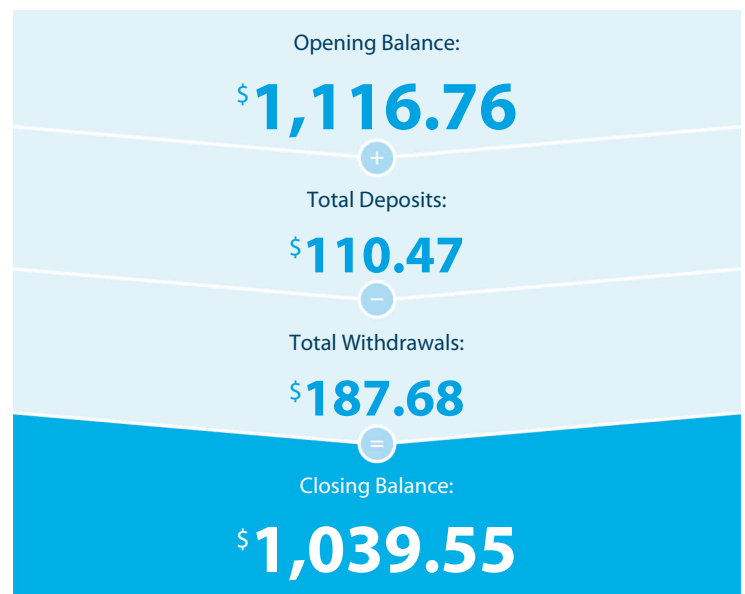 Opening Balance:
$1,116.76
+
Total Deposits:
$110.47
−
Total Withdrawals:
$187.68
=
Closing Balance:
$1,039.55